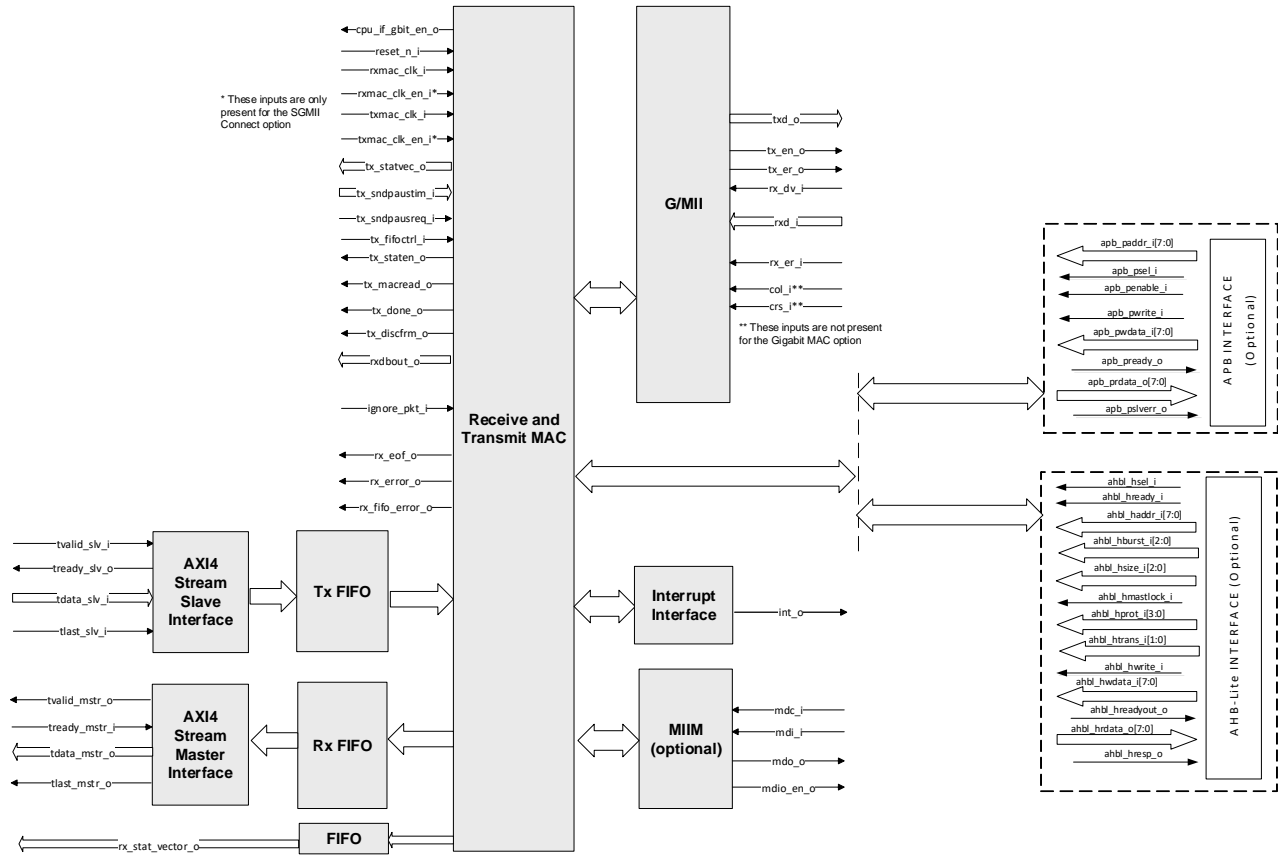 cpu_if_gbit_en_o
reset_n_i
rxmac_clk_i
rxmac_clk_en_i*
txmac_clk_i
txmac_clk_en_i*
* These inputs are only
present for the SGMII
Connect option
tx_statvec_o
tx_sndpaustim_i
tx_sndpausreq_i
tx_fifoctrl_i
tx_staten_o
tx_macread_o
tx_done_o
tx_discfrm_o
rxdbout_o
ignore_pkt_i
rx_eof_o
rx_error_o
rx_fifo_error_o
Receive and
Transmit MAC
G/MII
txd_o
tx_en_o
tx_er_o
rx_dv_i
rxd_i
rx_er_i
col_i**
crs_i**
** These inputs are not present
for the Gigabit MAC option
apb_paddr_i[7:0]
apb_psel_i
apb_penable_i
apb_pwrite_i
apb_pwdata_i[7:0]
apb_pready_o
apb_prdata_o[7:0]
apb_pslverr_o
APB INTERFACE
(Optional)
ahbl_hsel_i
ahbl_hready_i
ahbl_haddr_i[7:0]
ahbl_hburst_i[2:0]
ahbl_hsize_i[2:0]
ahbl_hmastlock_i
ahbl_hprot_i[3:0]
ahbl_htrans_i[1:0]
ahbl_hwrite_i
ahbl_hwdata_i[7:0]
ahbl_hreadyout_o
ahbl_hrdata_o[7:0]
ahbl_hresp_o
AHB-Lite INTERFACE (Optional)
tvalid_slv_i
tready_slv_o
tdata_slv_i
tlast_slv_i
AXI4
Stream
Slave
Interface
Tx FIFO
Interrupt
Interface
int_o
tvalid_mstr_o
tready_mstr_i
tdata_mstr_o
tlast_mstr_o
AXI4
Stream
Master
Interface
Rx FIFO
MIIM
(optional)
mdc_i
mdi_i
mdo_o
mdio_en_o
rx_stat_vector_o
FIFO